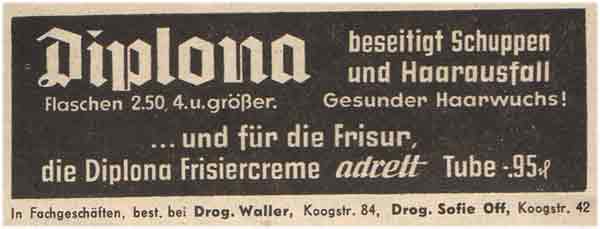 Diplona
beseitigt Schuppen
und Haarausfall
Flaschen 2.50, 4.u.größer.
Gesunder Haarwuchs!
...und für die Frisur,
die Diplona Frisiercreme adrett Tube -.95
In Fachgeschäften, best. bei Drog. Waller, Koogstr. 84, Drog. Sofie Off, Koogstr. 42